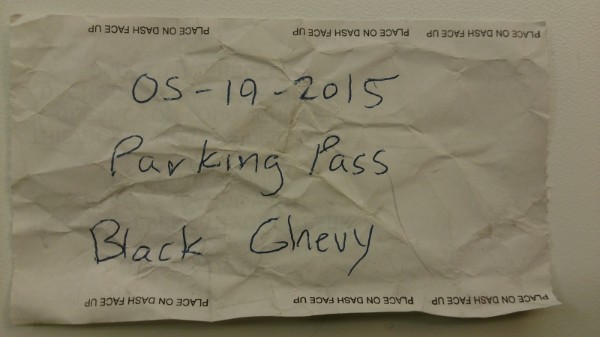 PLACE ON DASH FACE UP PLACE ON DASH FACE UP PLACE ON DASH FACE UP
05-19-2015
Parking Pass
Black Chevy
PLACE ON DASH FACE UP PLACE ON DASH FACE UP PLACE ON DASH FACE UP